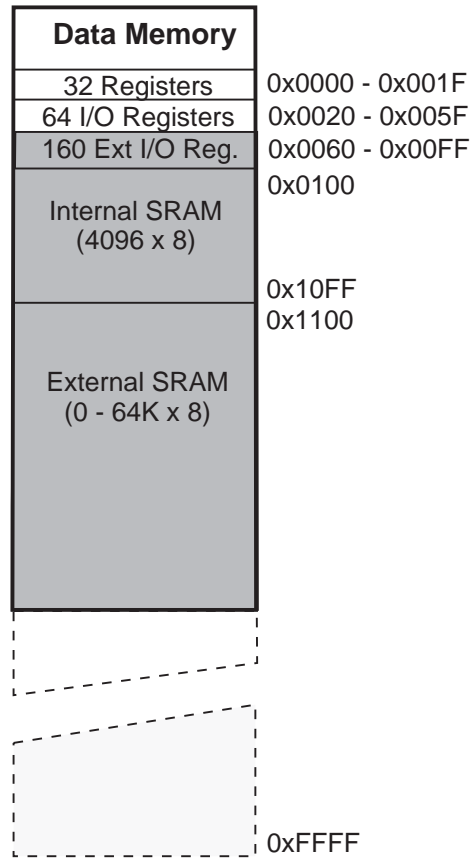 Data Memory
32 Registers 0x0000 - 0x001F
64 I/O Registers 0x0020 - 0x005F
160 Ext I/O Reg. 0x0060 - 0x00FF
0x0100
Internal SRAM
(4096 x 8)
0x10FF
0x1100
External SRAM
(0 - 64K x 8)
0xFFFF